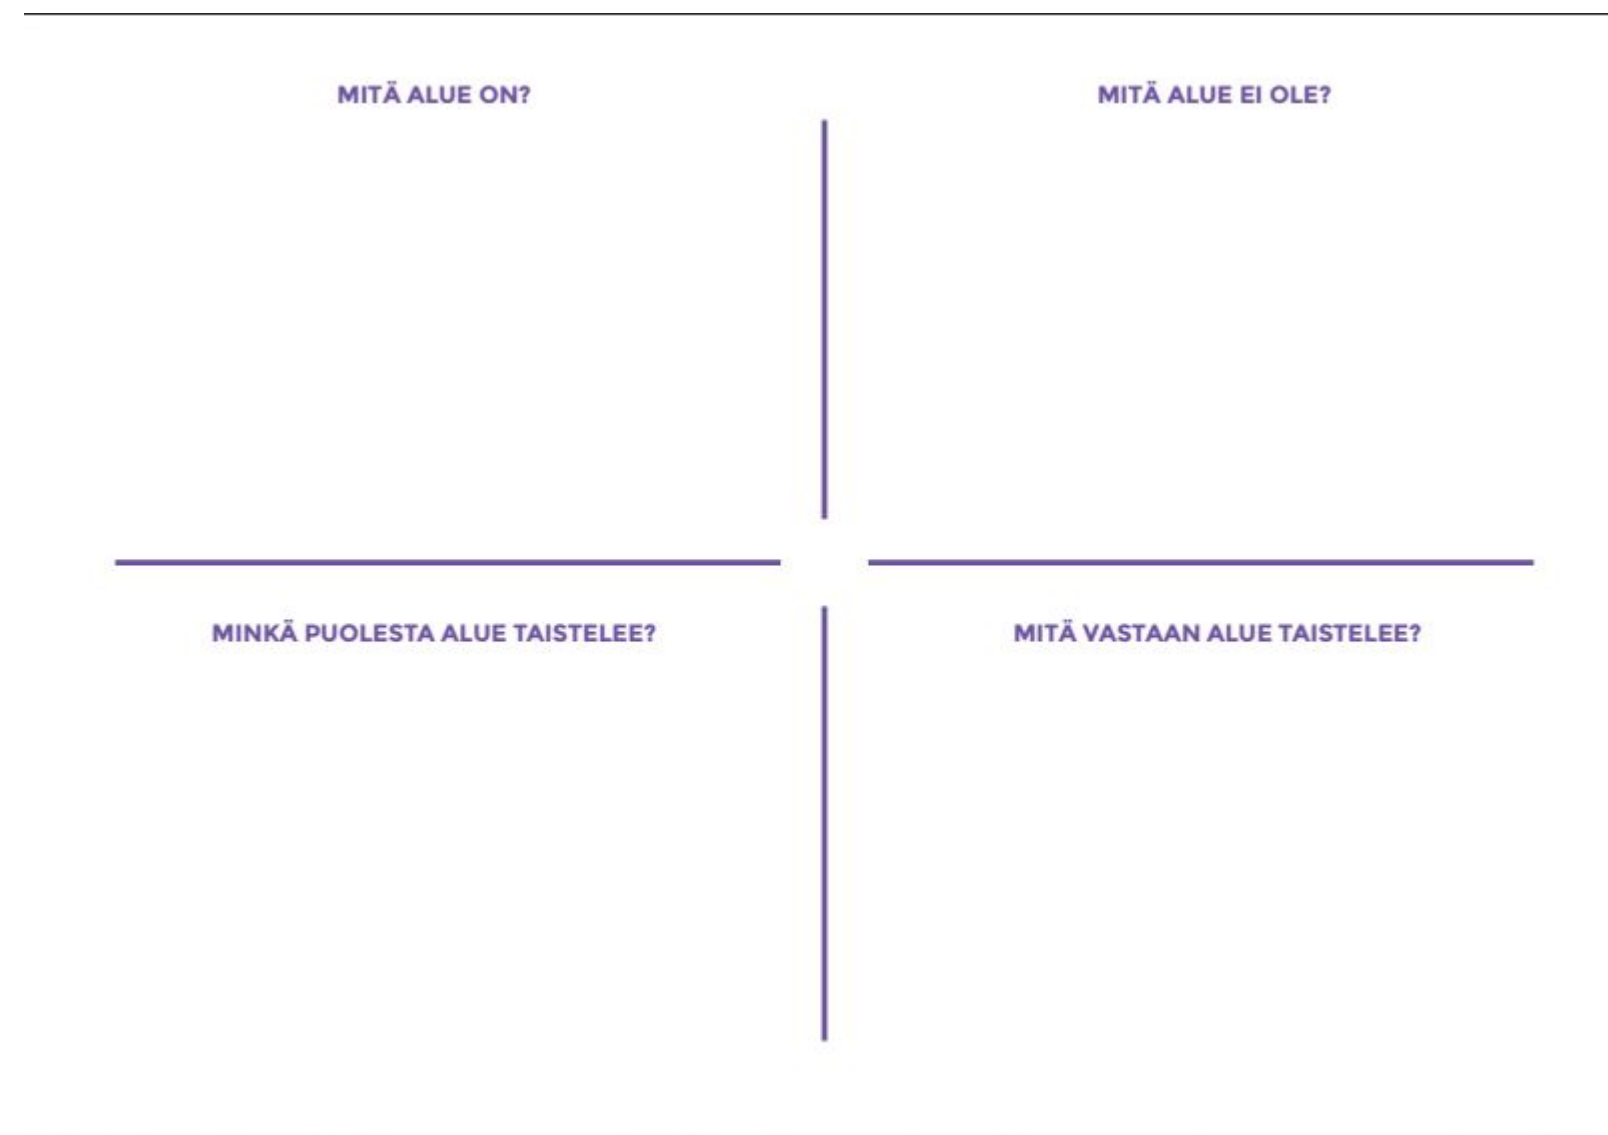 MITÄ ALUE ON?
MITÄ ALUE EI OLE?
MINKÄ PUOLESTA ALUE TAISTELEE?
MITÄ VASTAAN ALUE TAISTELEE?